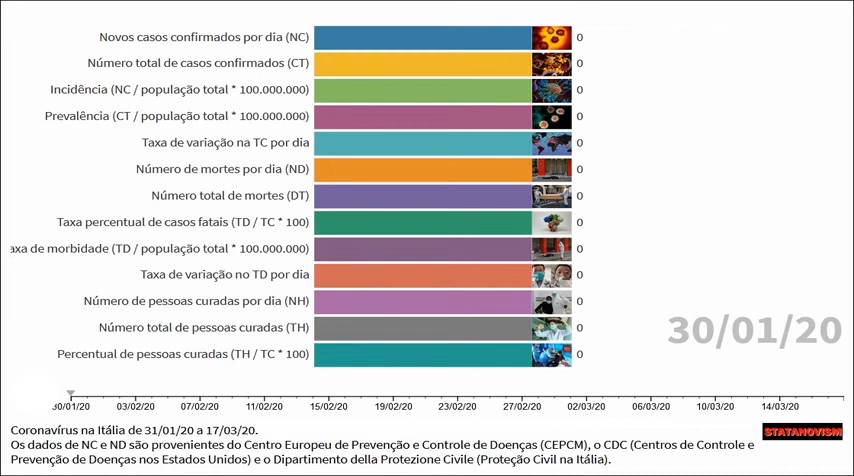 Novos casos confirmados por dia (NC) 0
Número total de casos confirmados (CT) 0
Incidência (NC / população total * 100.000.000) 0
Prevalência (CT / população total * 100.000.000) 0
Taxa de variação na TC por dia 0
Número de mortes por dia (ND) 0
Número total de mortes (DT) 0
Taxa percentual de casos fatais (TD / TC * 100) 0
axa de morbidade (TD / população total * 100.000.000) 0
Taxa de variação no TD por dia 0
Número de pessoas curadas por dia (NH) 0
Número total de pessoas curadas (TH) 0
Percentual de pessoas curadas (TH / TC * 100) 0
30/01/20
30/01/20 03/02/20 07/02/20 11/02/20 15/02/20 19/02/20 23/02/20 27/02/20 02/03/20 06/03/20 10/03/20 14/03/20
Coronavírus na Itália de 31/01/20 a 17/03/20.
STATANOVISM
Os dados de NC e ND são provenientes do Centro Europeu de Prevenção e Controle de Doenças (CEPCM), o CDC (Centros de Controle e
Prevenção de Doenças nos Estados Unidos) e o Dipartimento della Protezione Civile (Proteção Civil na Itália).